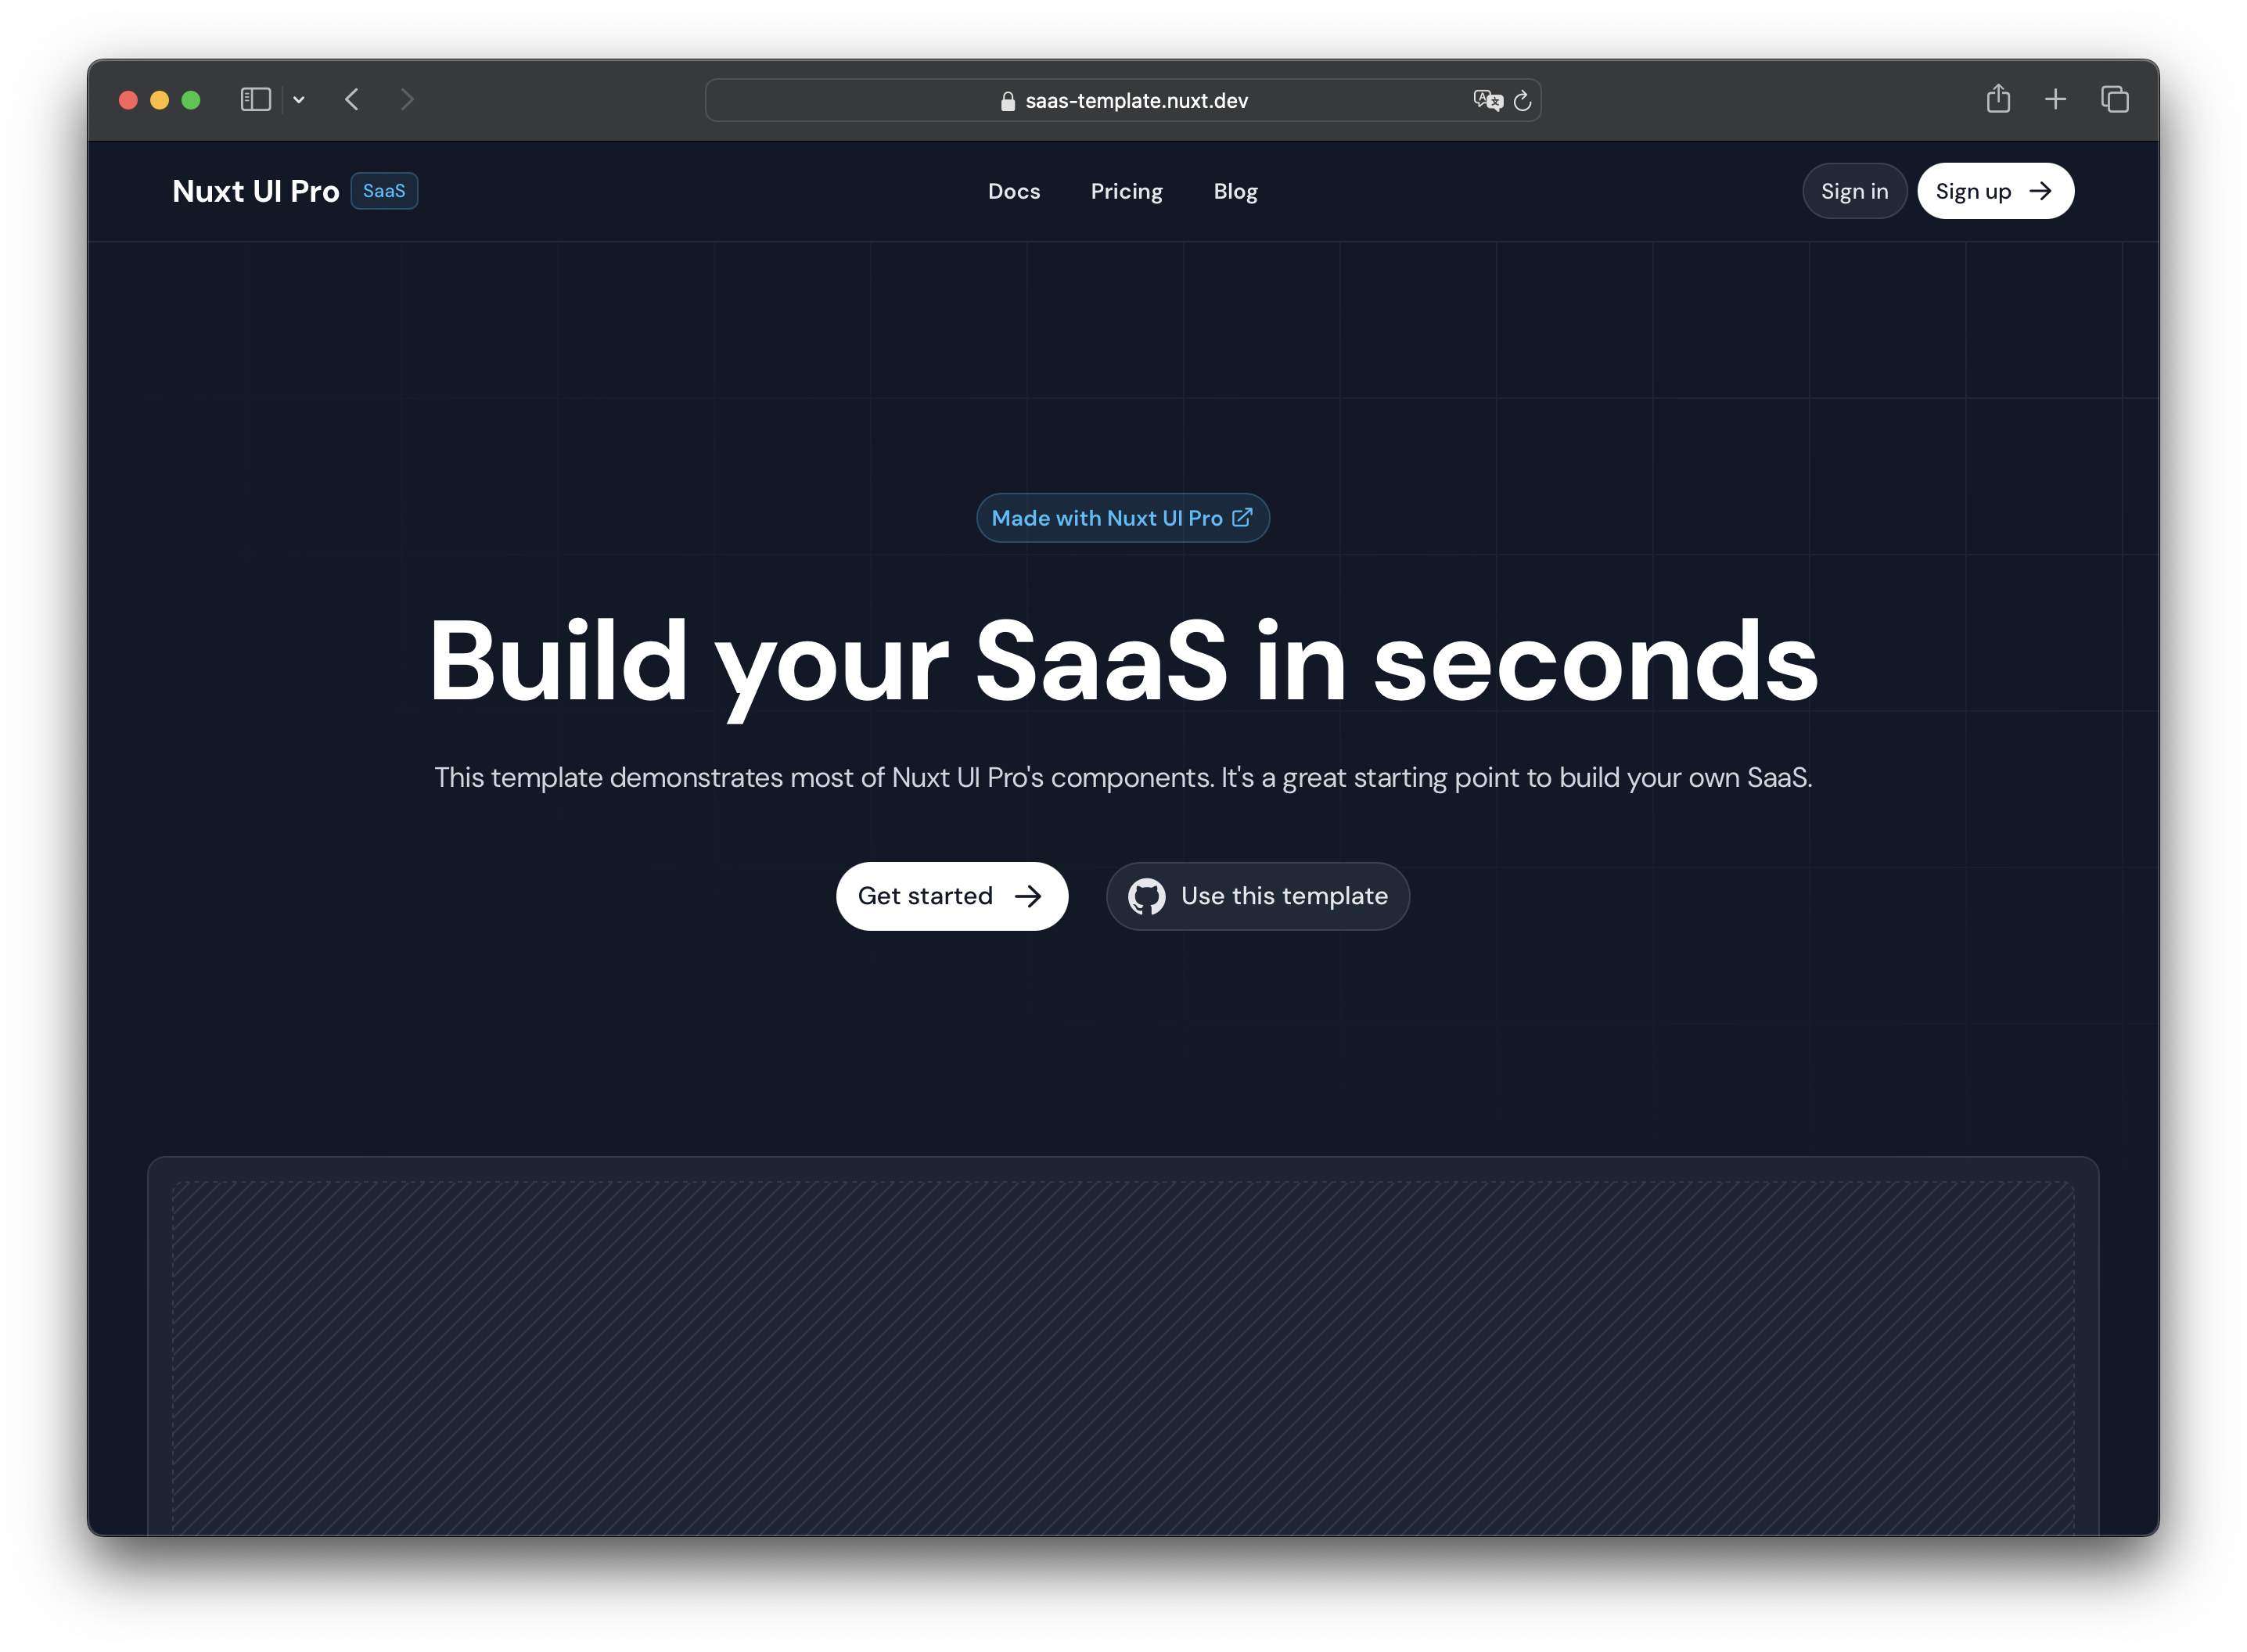 saas-template.nuxt.dev
Nuxt UI Pro SaaS
Docs Pricing Blog
Sign in Sign up
Made with Nuxt UI Pro
Build your SaaS in seconds
This template demonstrates most of Nuxt UI Pro's components. It's a great starting point to build your own SaaS.
Get started Use this template